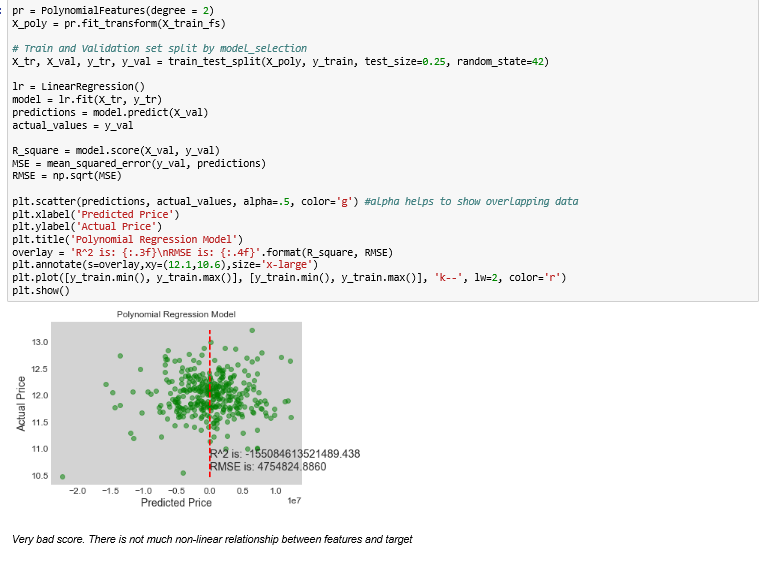 pr = PolynomialFeatures(degree = 2)
X_poly = pr.fit_transform(X_train_fs)
# Train and Validation set split by model_selection
X_tr, X_val, y_tr, y_val = train_test_split(X_poly, y_train, test_size=0.25, random_state=42)
lr = LinearRegression()
model = lr.fit(X_tr, y_tr)
predictions = model.predict(X_val)
actual_values = y_val
R_square = model.score(X_val, y_val)
MSE = mean_squared_error(y_val, predictions)
RMSE = np.sqrt(MSE)
plt.scatter(predictions, actual_values, alpha=.5, color='g') #alpha helps to show overlapping data
plt.xlabel('Predicted Price')
plt.ylabel('Actual Price')
plt.title('Polynomial Regression Model')
overlay = 'R^2 is: {:.3f}\nRMSE is: {:.4f}'.format(R_square, RMSE)
plt.annotate(s=overlay,xy=(12.1,10.6),size='x-large')
plt.plot([y_train.min(), y_train.max()], [y_train.min(), y_train.max()], 'k--', lw=2, color='r')
plt.show()
Polynomial Regression Model
13.0
12.5
12.0
11.5
11.0
10.5
Actual Price
R^2 is: -155084613521489.438
RMSE is: 4754824.8860
−2.0 −1.5 −1.0 −0.5 0.0 0.5 1.0
1e7
Predicted Price
Very bad score. There is not much non-linear relationship between features and target